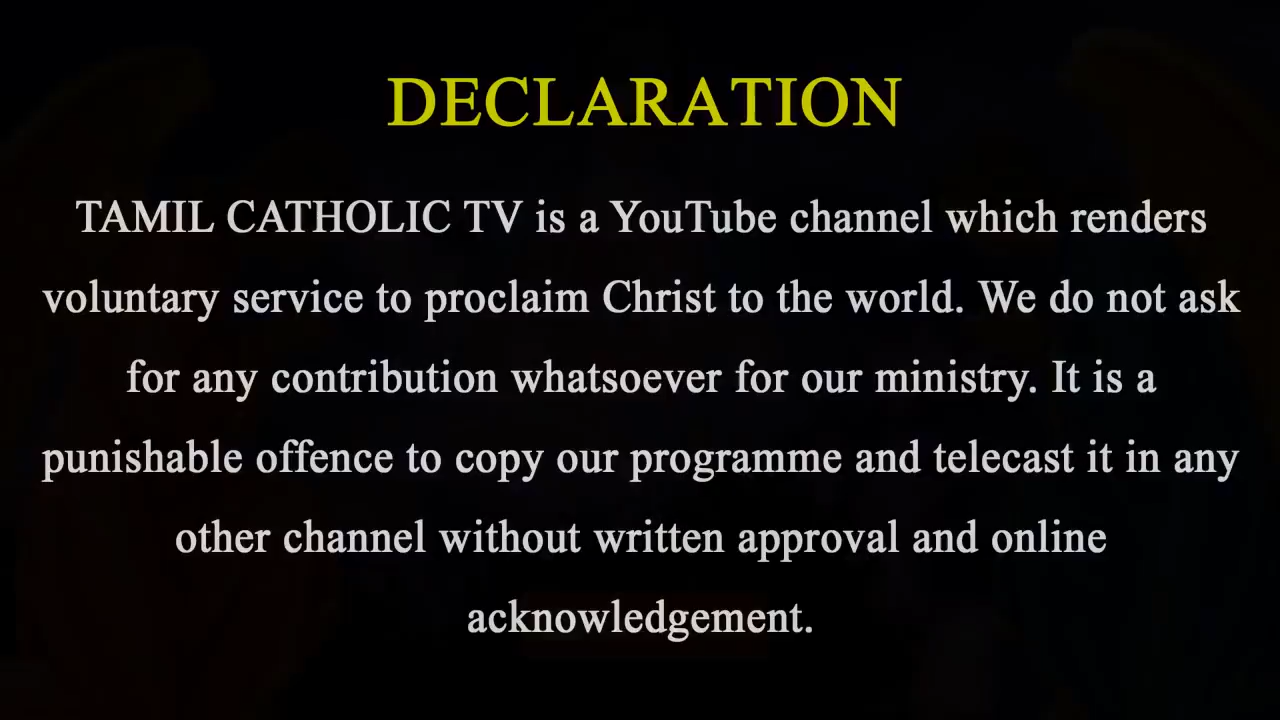 DECLARATION
TAMIL CATHOLIC TV is a YouTube channel which renders
voluntary service to proclaim Christ to the world. We do not ask
for any contribution whatsoever for our ministry. It is a
punishable offence to copy our programme and telecast it in any
other channel without written approval and online
acknowledgement.